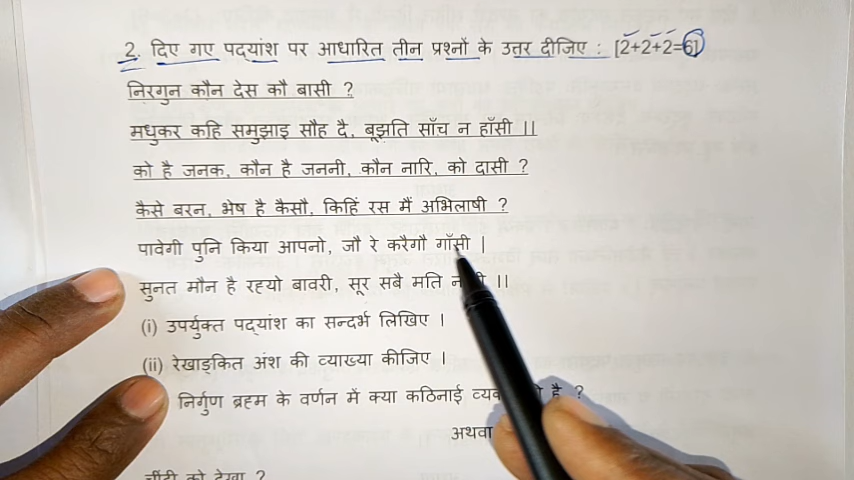 2. दिए गए पद्यांश पर आधारित तीन प्रश्नों के उत्तर दीजिए : [2+2+2=6]
निरगुन कौन देस कौ बासी ?
मधुकर कहि समुझाइ सौह दै, बूझति साँच न हाँसी ।।
को है जनक, कौन है जननी, कौन नारि, को दासी ?
कैसे बरन, भेष है कैसौ, किहिं रस मैं अभिलाषी ?
पावेगी पुनि किया आपनो, जौ रे करैगौ गाँसी |
सुनत मौन है रह्यो बावरी, सूर सबै मति ।।
(i) उपर्युक्त पद्यांश का सन्दर्भ लिखिए ।
(ii) रेखाङ्कित अंश की व्याख्या कीजिए ।
निर्गुण ब्रह्म के वर्णन में क्या कठिनाई है ?
अथवा
चींटी को देखा ?